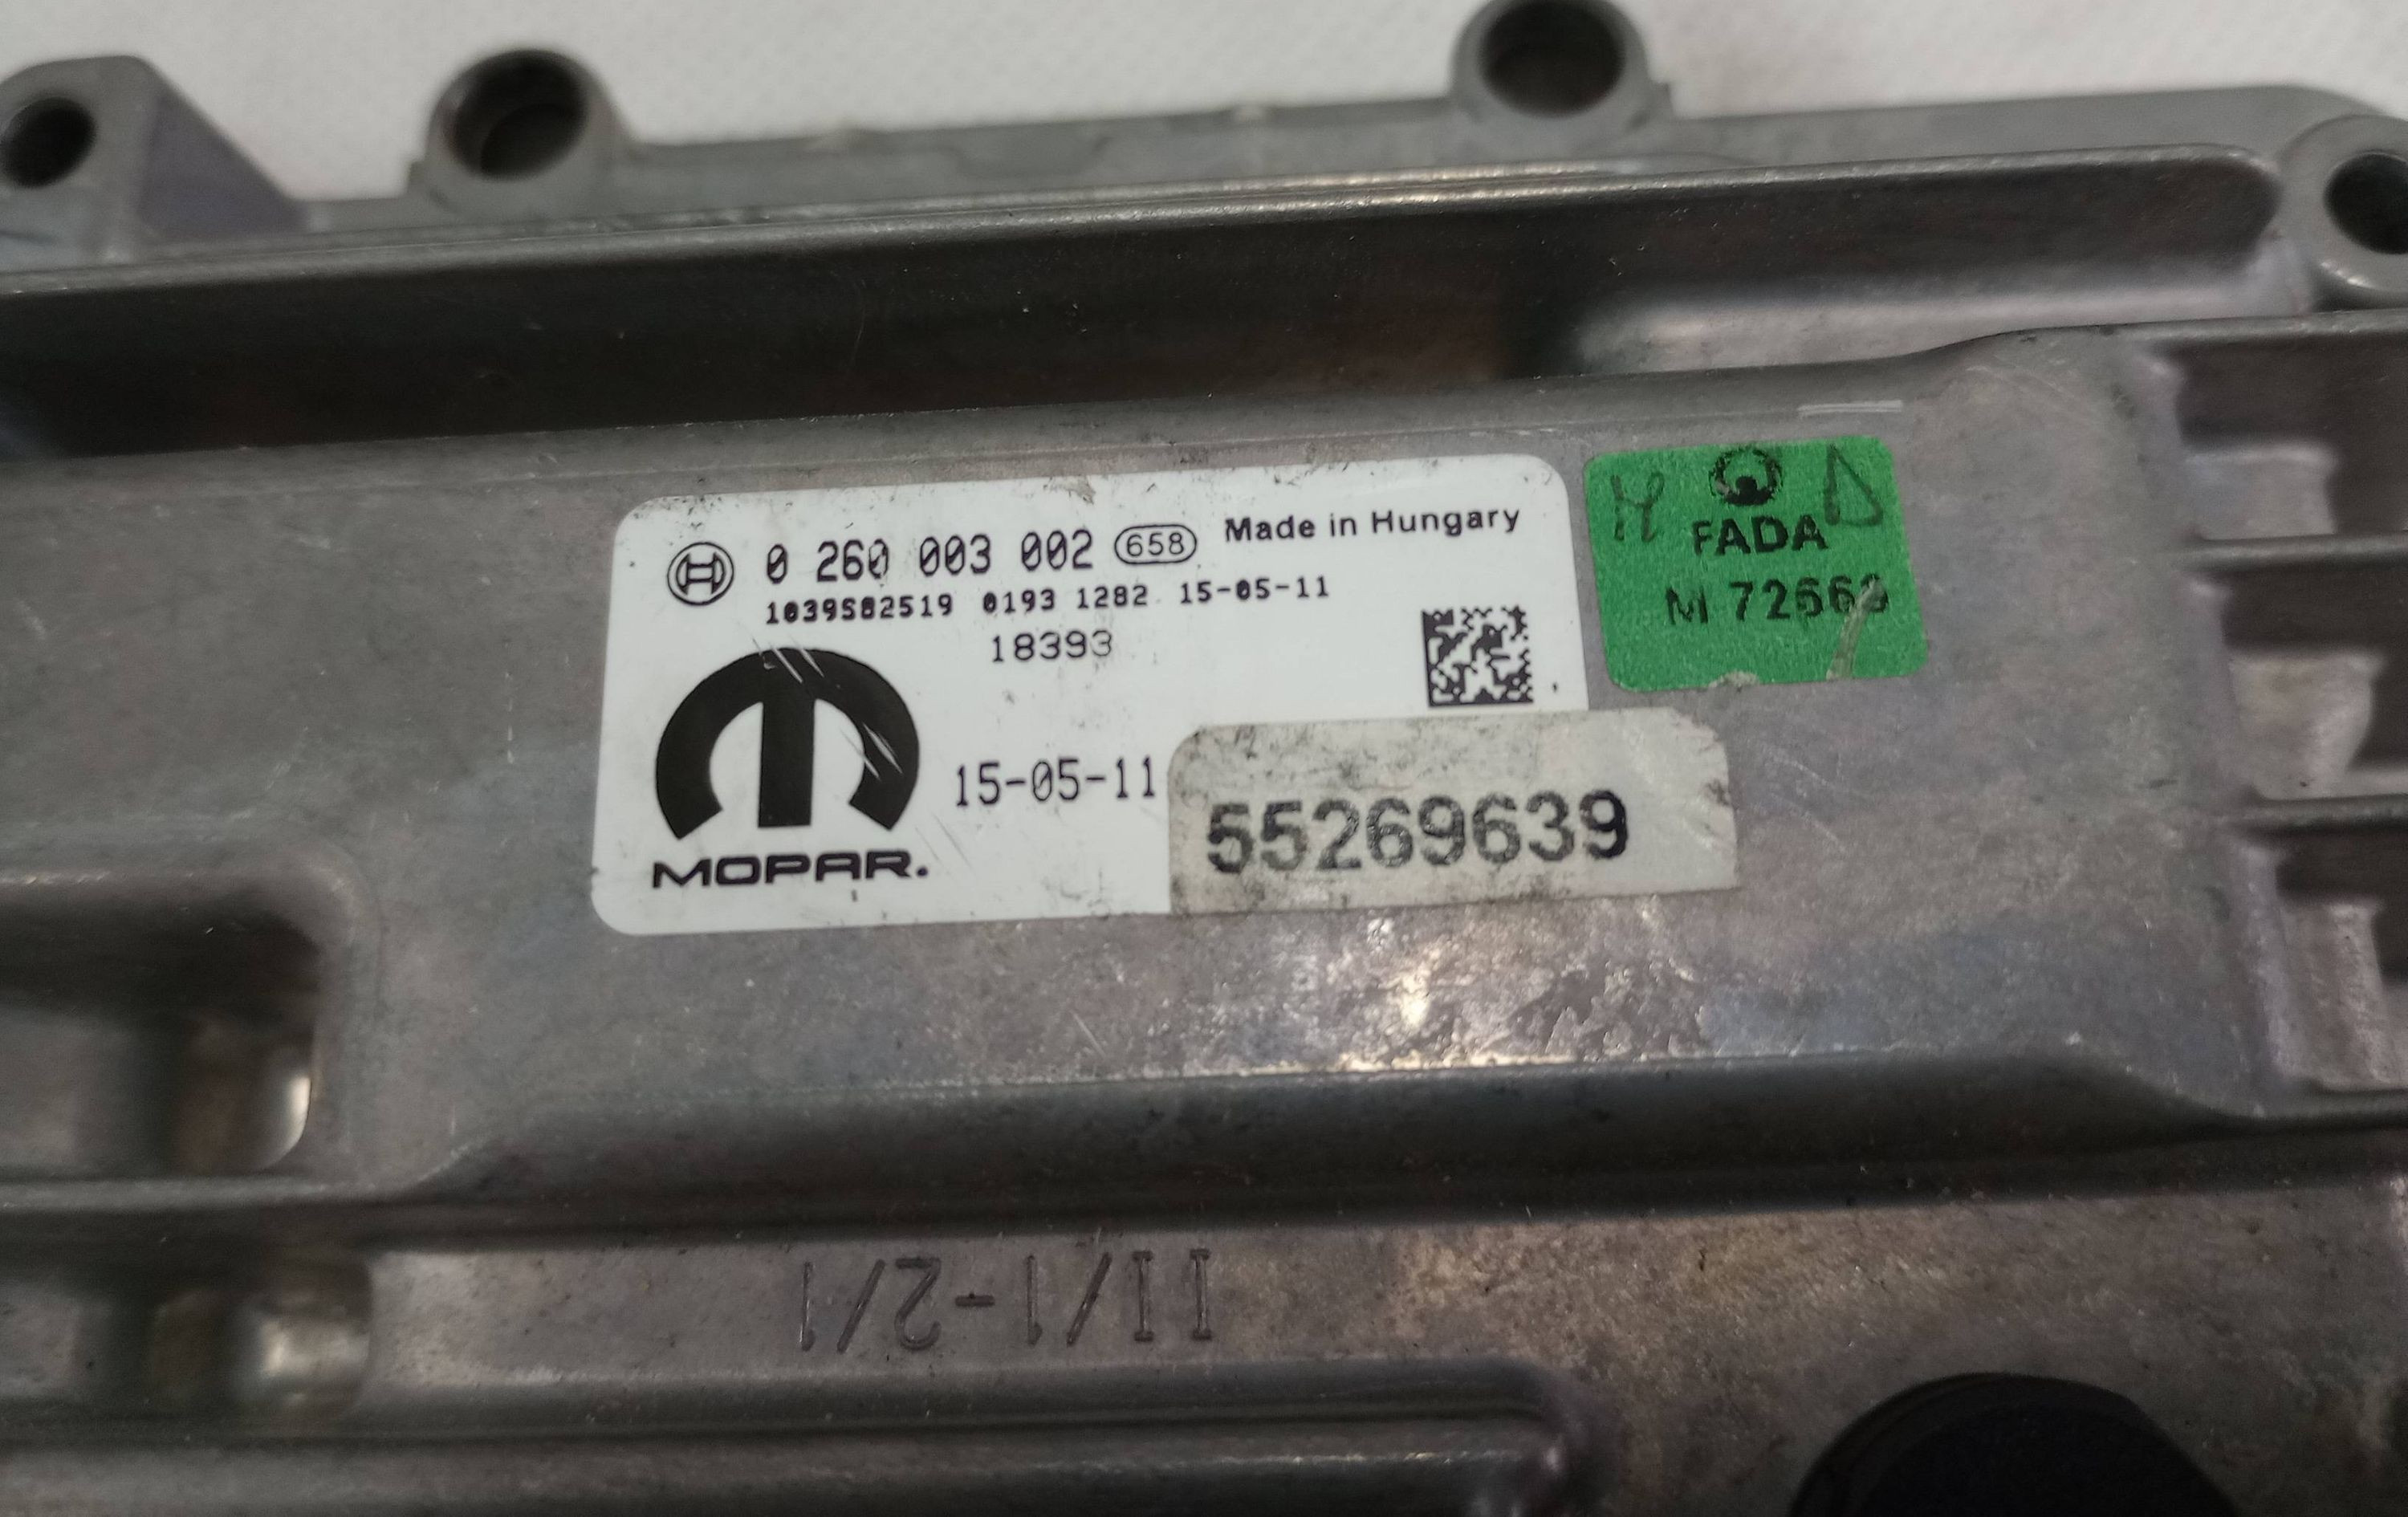 0 260 003 002 658 Made in Hungary
1039S82519 0193 1282 15-05-11
18393
15-05-11
MOPAR.
55269639
H D
FADA
M 72669
II/1-2/1